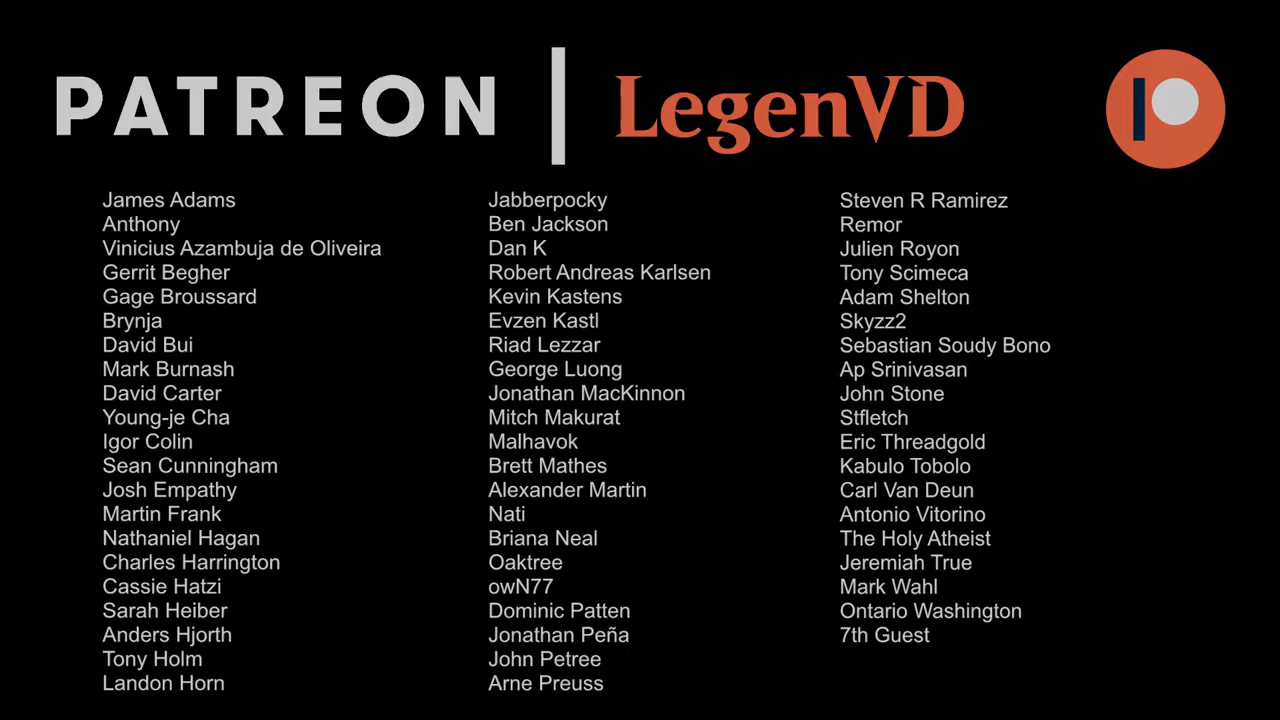 PATREON | LegenVD
James Adams
Anthony
Vinicius Azambuja de Oliveira
Gerrit Begher
Gage Broussard
Brynja
David Bui
Mark Burnash
David Carter
Young-je Cha
Igor Colin
Sean Cunningham
Josh Empathy
Martin Frank
Nathaniel Hagan
Charles Harrington
Cassie Hatzi
Sarah Heiber
Anders Hjorth
Tony Holm
Landon Horn
Jabberpocky
Ben Jackson
Dan K
Robert Andreas Karlsen
Kevin Kastens
Evzen Kastl
Riad Lezzar
George Luong
Jonathan MacKinnon
Mitch Makurat
Malhavok
Brett Mathes
Alexander Martin
Nati
Briana Neal
Oaktree
owN77
Dominic Patten
Jonathan Peña
John Petree
Arne Preuss
Steven R Ramirez
Remor
Julien Royon
Tony Scimeca
Adam Shelton
Skyzz2
Sebastian Soudy Bono
Ap Srinivasan
John Stone
Stfletch
Eric Threadgold
Kabulo Tobolo
Carl Van Deun
Antonio Vitorino
The Holy Atheist
Jeremiah True
Mark Wahl
Ontario Washington
7th Guest